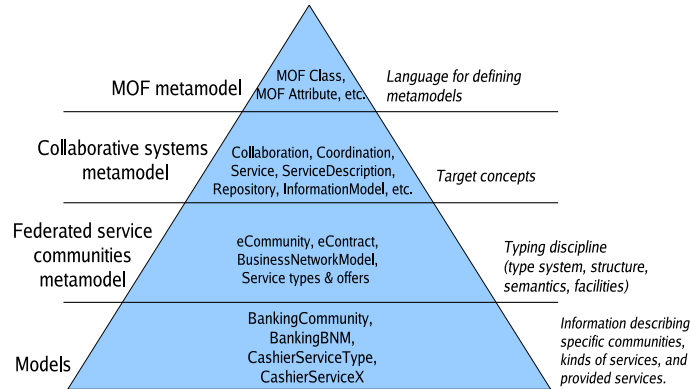 MOF metamodel
MOF Class,
MOF Attribute, etc.
Language for defining
metamodels
Collaborative systems
metamodel
Collaboration, Coordination,
Service, ServiceDescription,
Repository, InformationModel, etc.
Target concepts
Federated service
communities
metamodel
eCommunity, eContract,
BusinessNetworkModel,
Service types & offers
Typing discipline
(type system, structure,
semantics, facilities)
Models
BankingCommunity,
BankingBNM,
CashierServiceType,
CashierServiceX
Information describing
specific communities,
kinds of services, and
provided services.